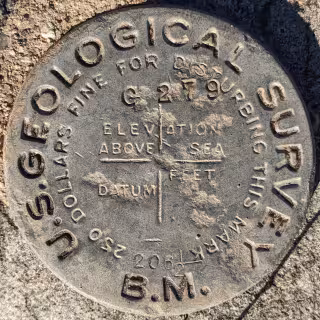 U.S. GEOLOGICAL SURVEY
250 DOLLARS FINE FOR DISTURBING THIS MARK
G 279
ELEVATION
ABOVE SEA
DATUM FEET
B.M.